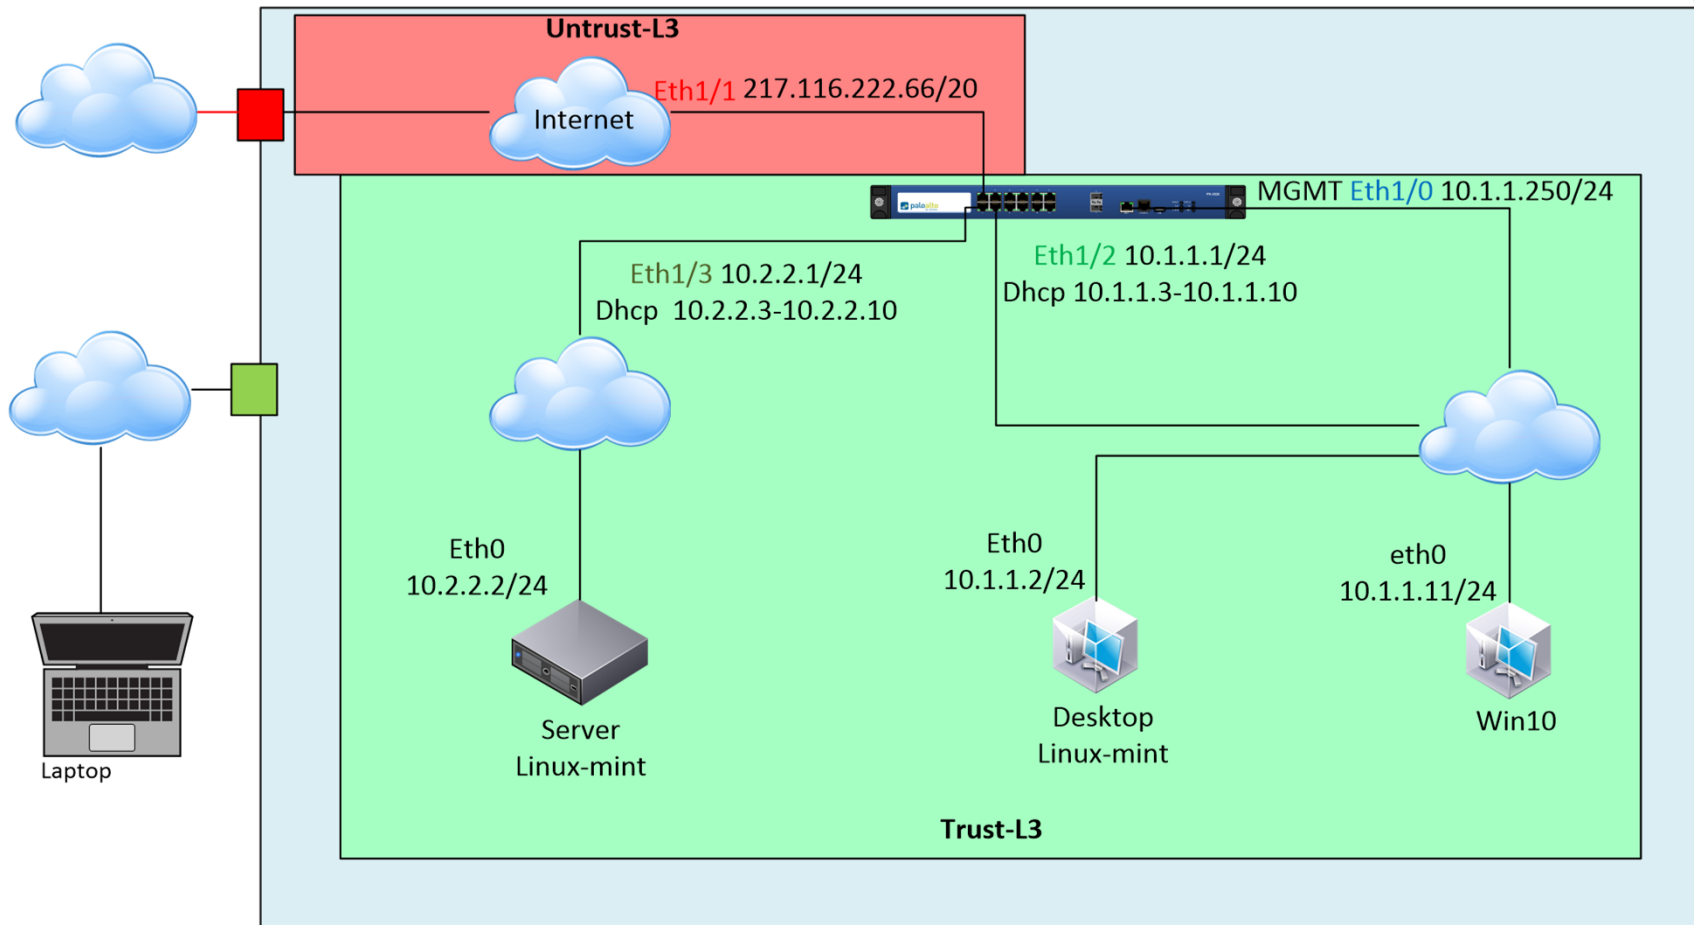 Untrust-L3
Eth1/1 217.116.222.66/20
Internet
paloalto
MGMT Eth1/0 10.1.1.250/24
Eth1/3 10.2.2.1/24
Dhcp 10.2.2.3-10.2.2.10
Eth1/2 10.1.1.1/24
Dhcp 10.1.1.3-10.1.1.10
Eth0
10.2.2.2/24
Eth0
10.1.1.2/24
eth0
10.1.1.11/24
Laptop
Server
Linux-mint
Desktop
Linux-mint
Win10
Trust-L3